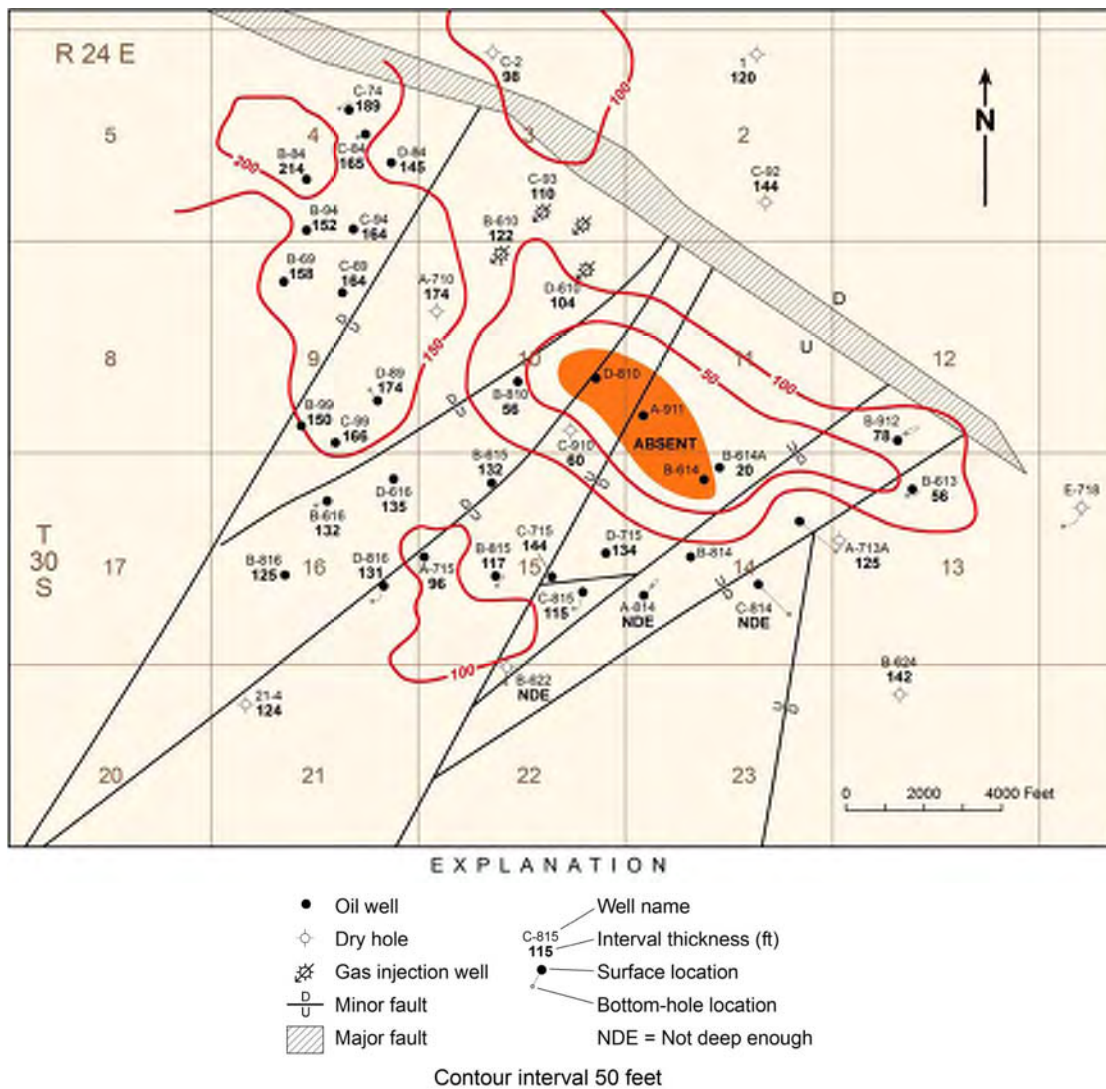 R 24 E
C-2
98
1
120
N
100
C-74
189
5
4
3
2
C-84
165
D-84
145
200
B-84
214
C-93
110
C-92
144
B-94
152
C-94
164
B-610
122
B-69
158
C-69
164
A-710
174
D-610
104
D
U
D
U
150
8
9
10
11
12
50
100
D-89
174
D
U
B-810
56
D-810
A-911
B-99
150
C-99
166
C-910
60
ABSENT
B-912
78
D
U
B-615
132
B-614
B-614A
20
D
U
B-613
56
D-616
135
D
U
E-718
B-616
132
T
30
S
17
16
15
14
13
C-715
144
D-715
134
B-814
A-713A
125
B-816
125
D-816
131
A-715
96
B-815
117
C-815
115
A-814
NDE
D
U
C-814
NDE
100
B-622
NDE
B-624
142
21-4
124
D
U
20
21
22
23
0 2000 4000 Feet
EXPLANATION
Oil well
Dry hole
Gas injection well
D
U
Minor fault
Major fault
C-815
115
Well name
Interval thickness (ft)
Surface location
Bottom-hole location
NDE = Not deep enough
Contour interval 50 feet